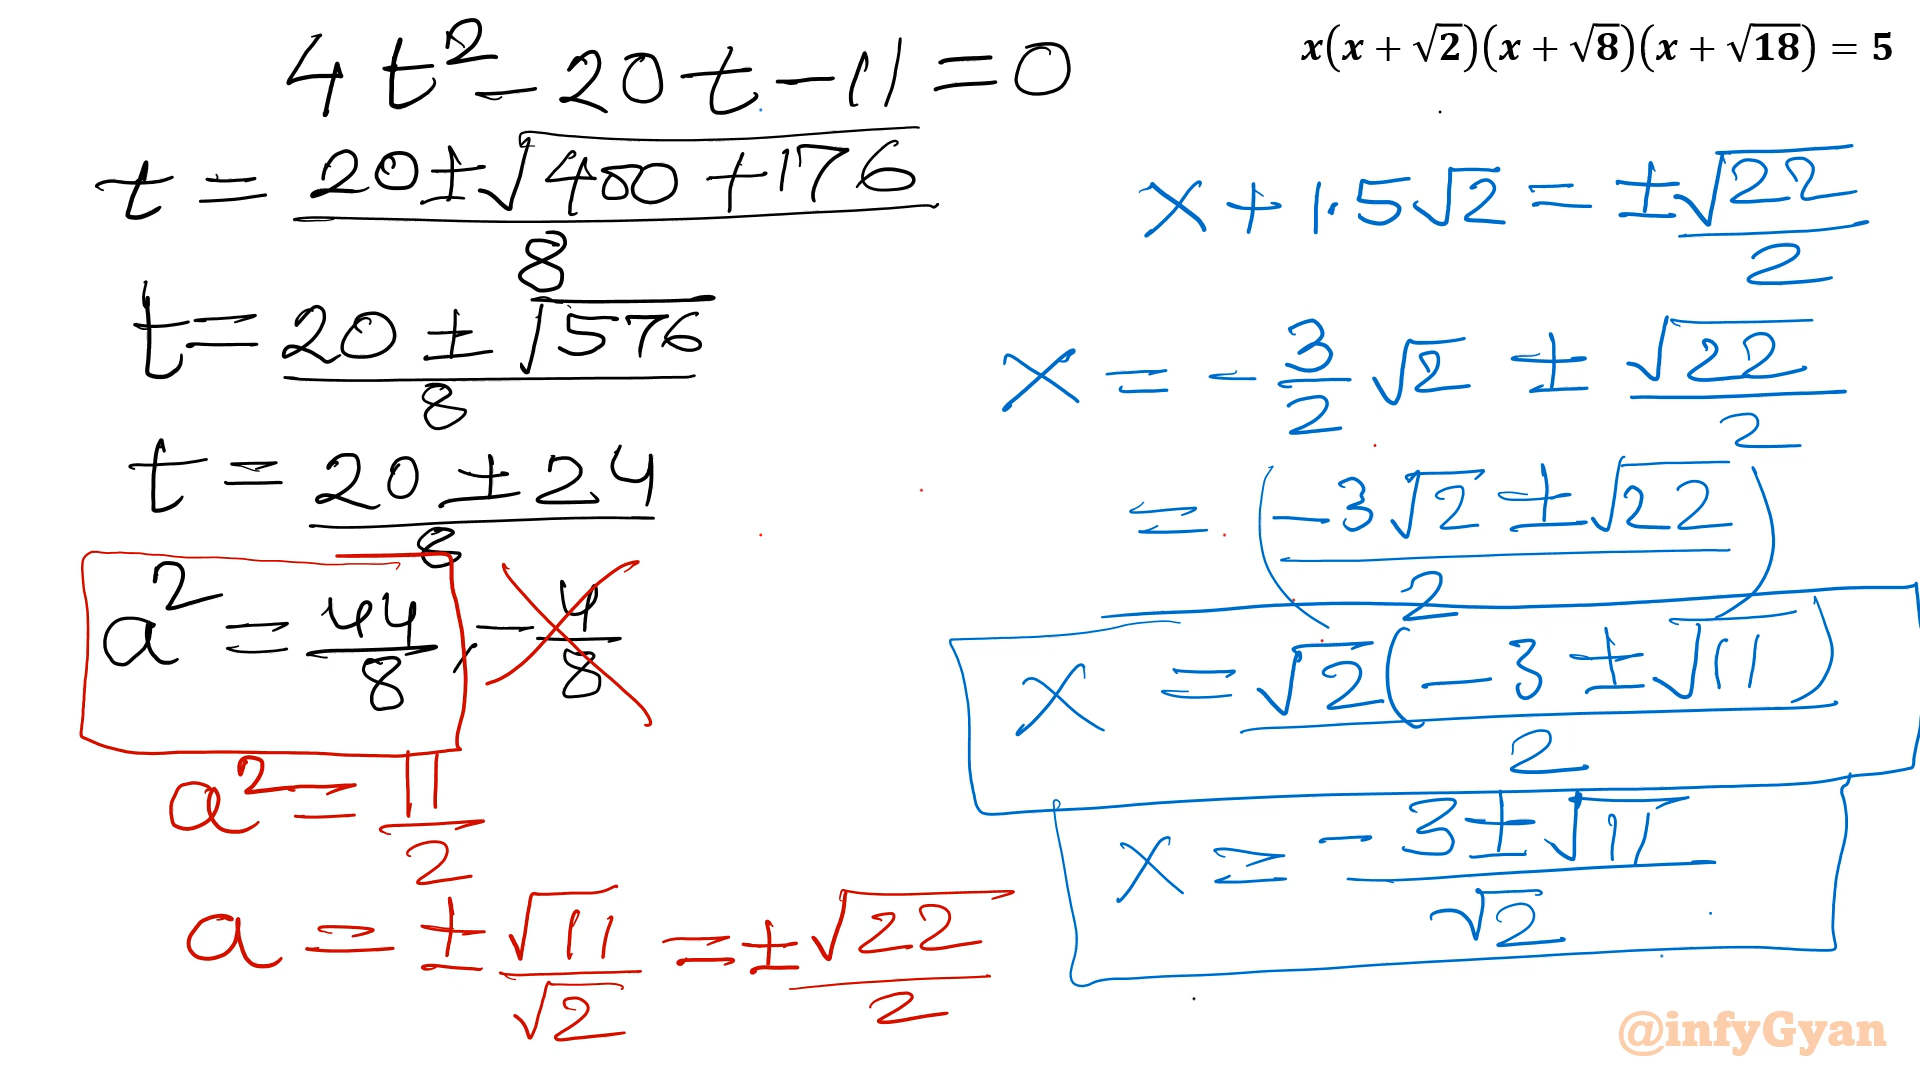 4t² - 20t - 11 = 0
t = (20 ± √(400 + 176)) / 8
t = (20 ± √576) / 8
t = (20 ± 24) / 8
a² = 44/8, -4/8
a² = 11/2
a = ± √11/√2 = ± √22/2
x(x + √2)(x + √8)(x + √18) = 5
x + 1.5√2 = ± √22/2
x = -3/2 √2 ± √22/2
= ((-3√2 ± √22) / 2)
x = √2(-3 ± √11) / 2
x = (-3 ± √11) / √2
@infyGyan